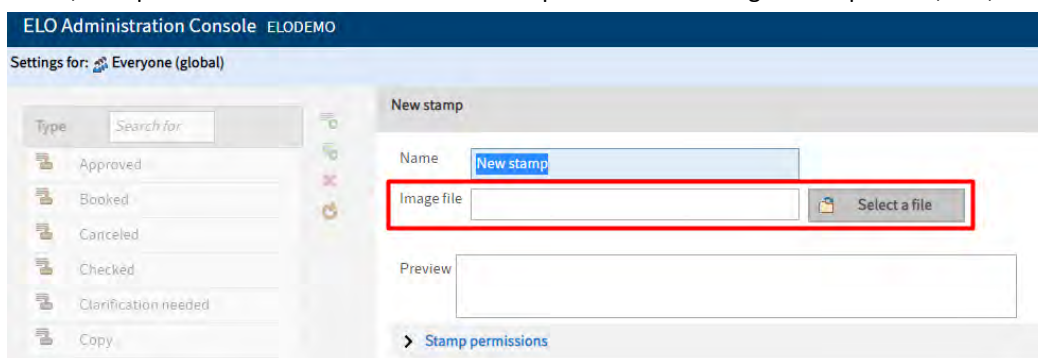 ELO Administration Console ELODEMO
Settings for: Everyone (global)
New stamp
Type Search for
Name New stamp
Approved
Image file Select a file
Booked
Canceled
Checked
Preview
Clarification needed
Copy
Stamp permissions